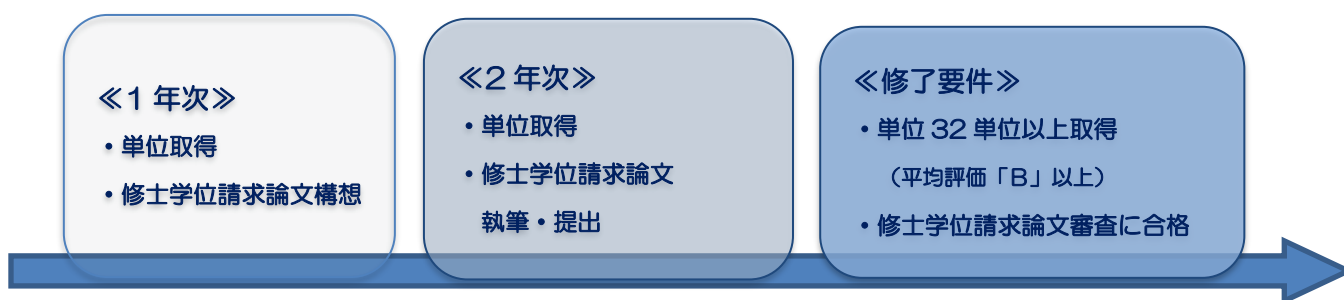 ≪1 年次≫
・単位取得
・修士学位請求論文構想
≪2 年次≫
・単位取得
・修士学位請求論文
執筆・提出
≪修了要件≫
・単位 32 単位以上取得
（平均評価「B」以上）
・修士学位請求論文審査に合格